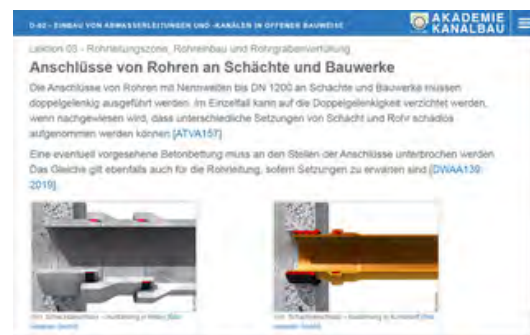 D-02 - EINBAU VON ABWASSERLEITUNGEN UND -KANÄLEN IN OFFENER BAUWEISE
AKADEMIE
KANALBAU
Lektion 03 - Rohrleitungszone, Rohreinbau und Rohrgrabenverfüllung
Anschlüsse von Rohren an Schächte und Bauwerke
Die Anschlüsse von Rohren mit Nennweiten bis DN 1200 an Schächte und Bauwerke müssen
doppelgelenkig ausgeführt werden. Im Einzelfall kann auf die Doppelgelenkigkeit verzichtet werden,
wenn nachgewiesen wird, dass unterschiedliche Setzungen von Schacht und Rohr schadlos
aufgenommen werden können [ATVA157].
Eine eventuell vorgesehene Betonbettung muss an den Stellen der Anschlüsse unterbrochen werden.
Das Gleiche gilt ebenfalls auch für die Rohrleitung, sofern Setzungen zu erwarten sind [DWAA139:
2019].